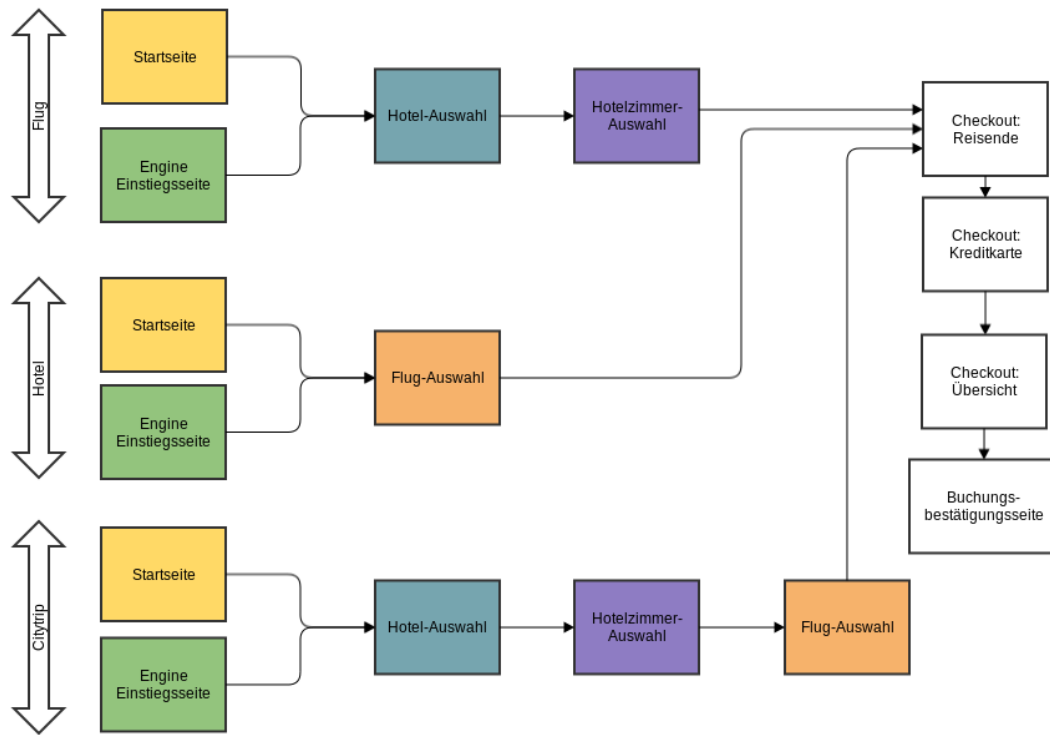 Flug
Startseite
Engine
Einstiegsseite
Hotel-Auswahl
Hotelzimmer-
Auswahl
Checkout:
Reisende
Checkout:
Kreditkarte
Checkout:
Übersicht
Buchungs-
bestätigungsseite
Hotel
Startseite
Engine
Einstiegsseite
Flug-Auswahl
Citytrip
Startseite
Engine
Einstiegsseite
Hotel-Auswahl
Hotelzimmer-
Auswahl
Flug-Auswahl